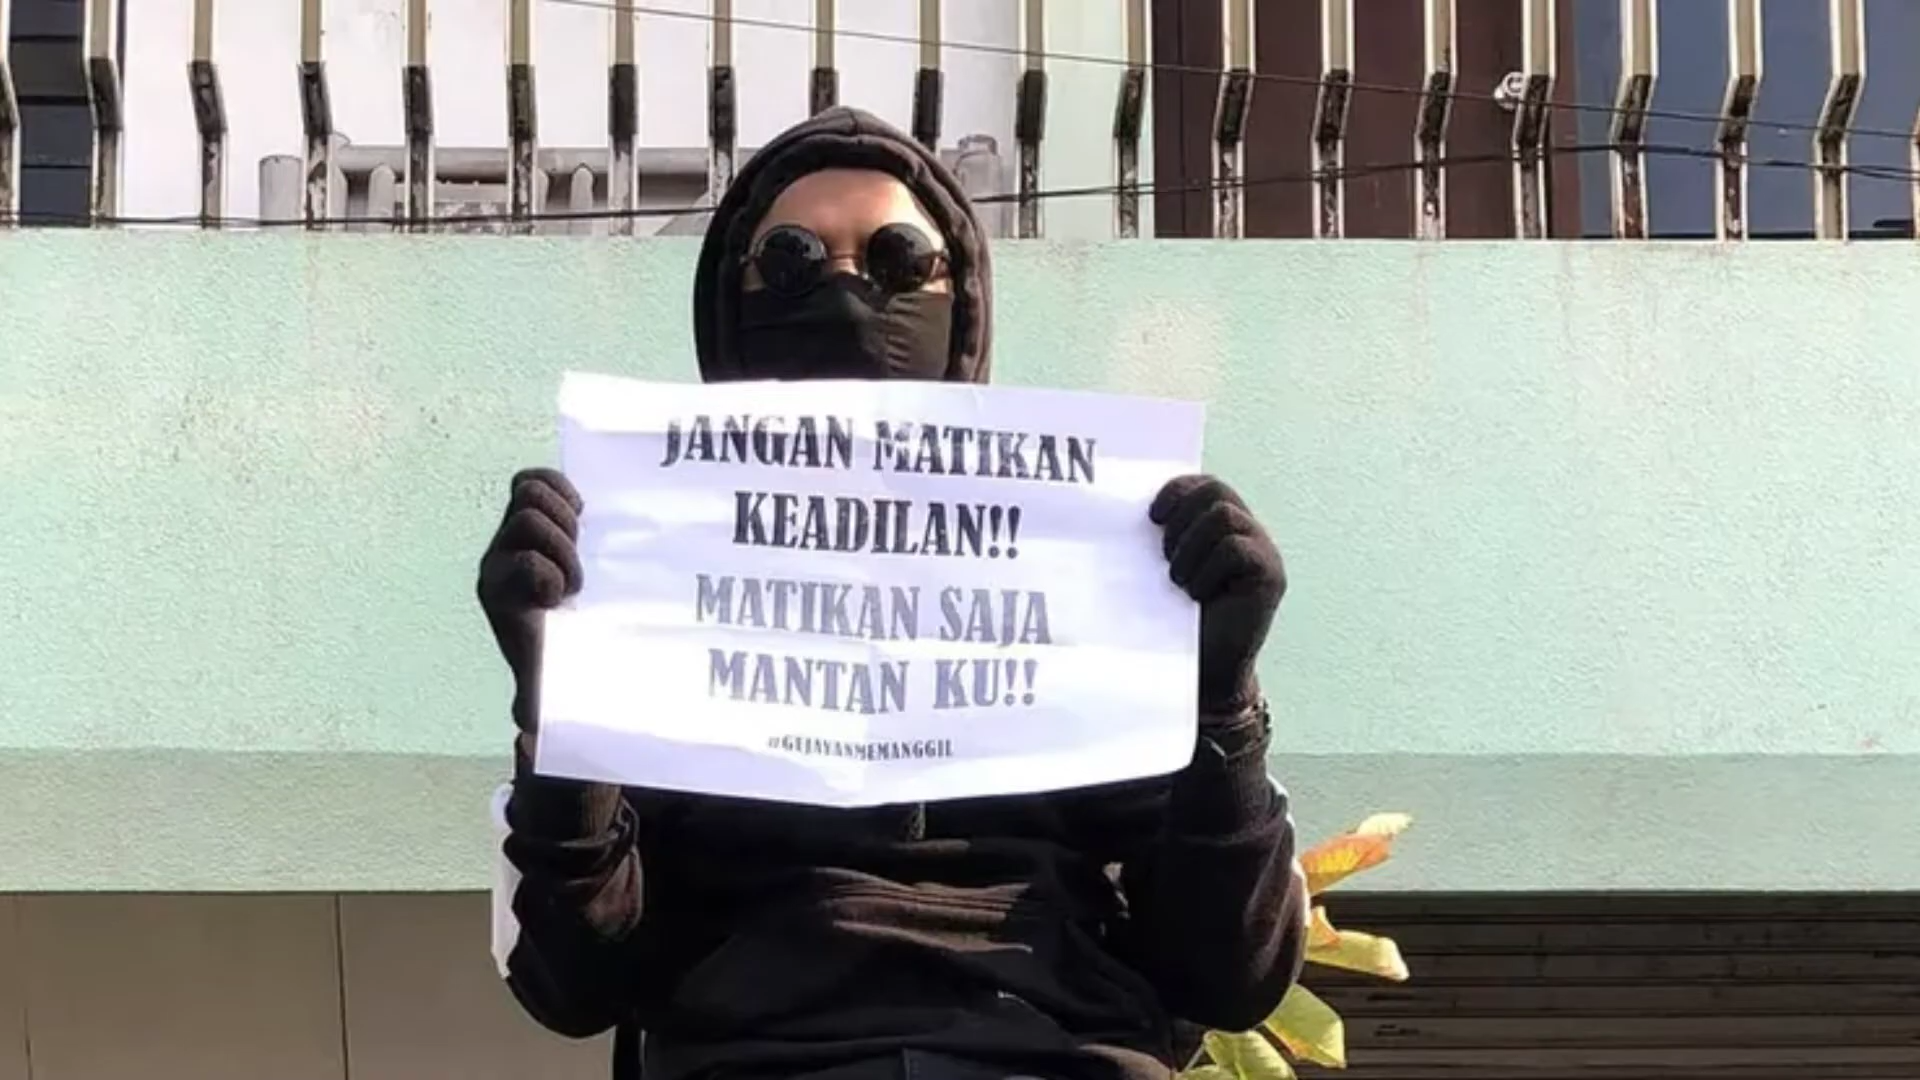 JANGAN MATIKAN
KEADILAN!!
MATIKAN SAJA
MANTAN KU!!
#GEJAYANMEMANGGIL